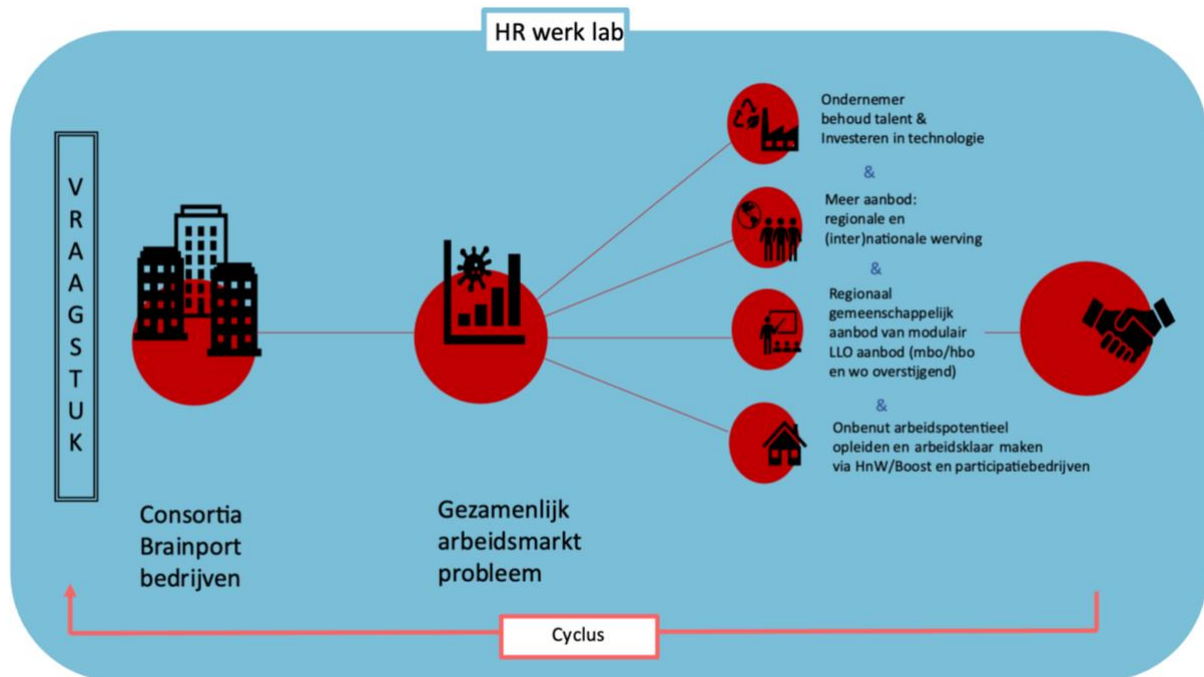 HR werk lab
VRAAGSTUK
Consortia
Brainport
bedrijven
Gezamenlijk
arbeidsmarkt
probleem
Ondernemer
behoud talent &
Investeren in technologie
&
Meer aanbod:
regionale en
(inter)nationale werving
&
Regionaal
gemeenschappelijk
aanbod van modulair
LLO aanbod (mbo/hbo
en wo overstijgend)
&
Onbenut arbeidspotentieel
opleiden en arbeidsklaar maken
via HnW/Boost en participatiebedrijven
Cyclus